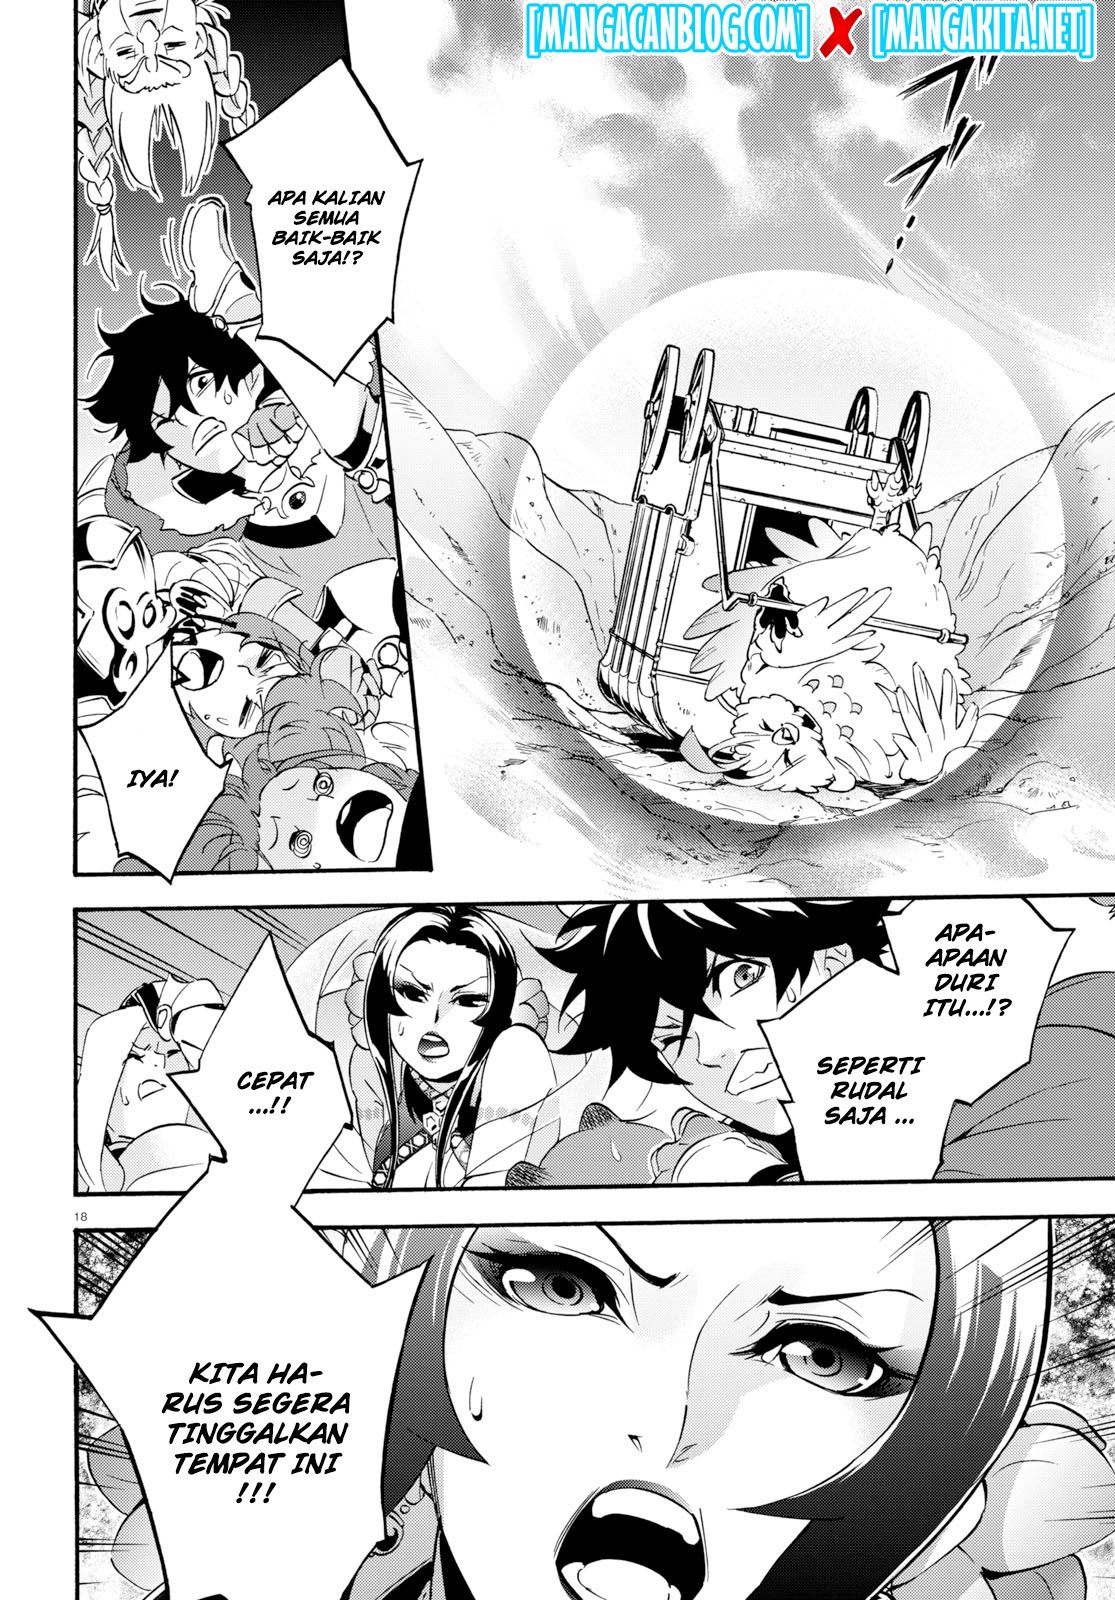 [MANGACANBLOG.COM] X [MANGAKITA.NET]
APA KALIAN
SEMUA
BAIK-BAIK
SAJA!?
IYA!
APA-
APAAN
DURI
ITU...!?
SEPERTI
RUDAL
SAJA ...
CEPAT
...!!
18
KITA HA-
RUS SEGERA
TINGGALKAN
TEMPAT INI
!!!